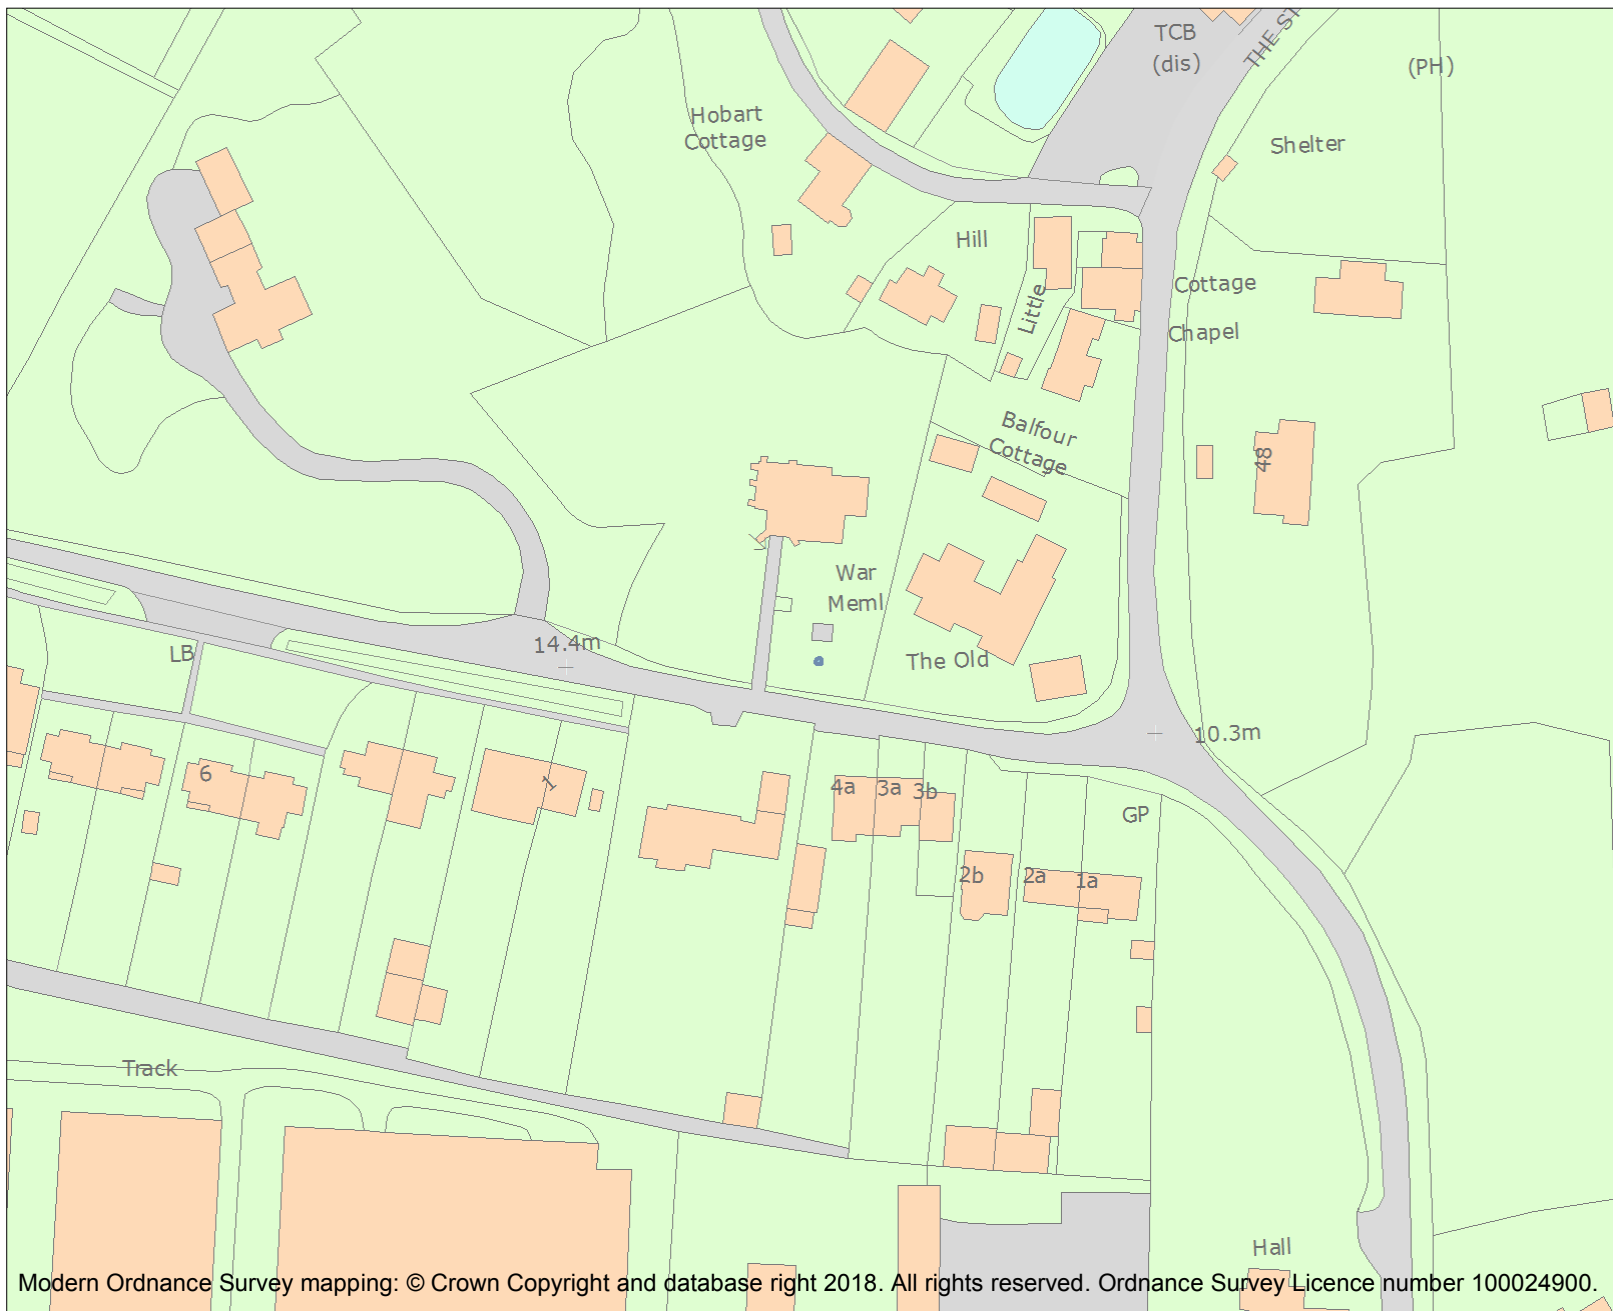 TCB
(dis)
THE ST
(PH)
Hobart
Cottage
Shelter
Hill
Little
Cottage
Chapel
Balfour
Cottage
48
War
Meml
The Old
14.4m
LB
10.3m
6
1
4a
3a
3b
GP
2b
2a
1a
Track
Hall
Modern Ordnance Survey mapping: © Crown Copyright and database right 2018. All rights reserved. Ordnance Survey Licence number 100024900.